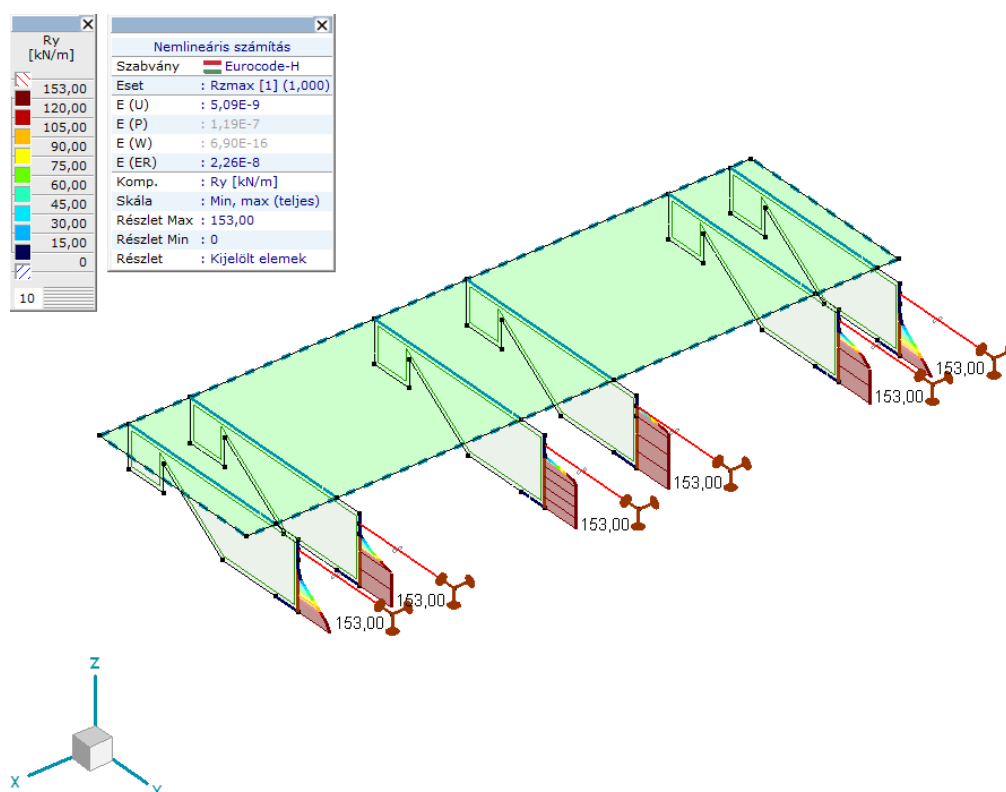 Ry
[kN/m]
153,00
120,00
105,00
90,00
75,00
60,00
45,00
30,00
15,00
0
10
Nemlineáris számítás
Szabvány Eurocode-H
Eset : Rzmax [1] (1,000)
E (U) : 5,09E-9
E (P) : 1,19E-7
E (W) : 6,90E-16
E (ER) : 2,26E-8
Komp. : Ry [kN/m]
Skála : Min, max (teljes)
Részlet Max : 153,00
Részlet Min : 0
Részlet : Kijelölt elemek
153,00
153,00
153,00
153,00
153,00
153,00
Z
X
Y